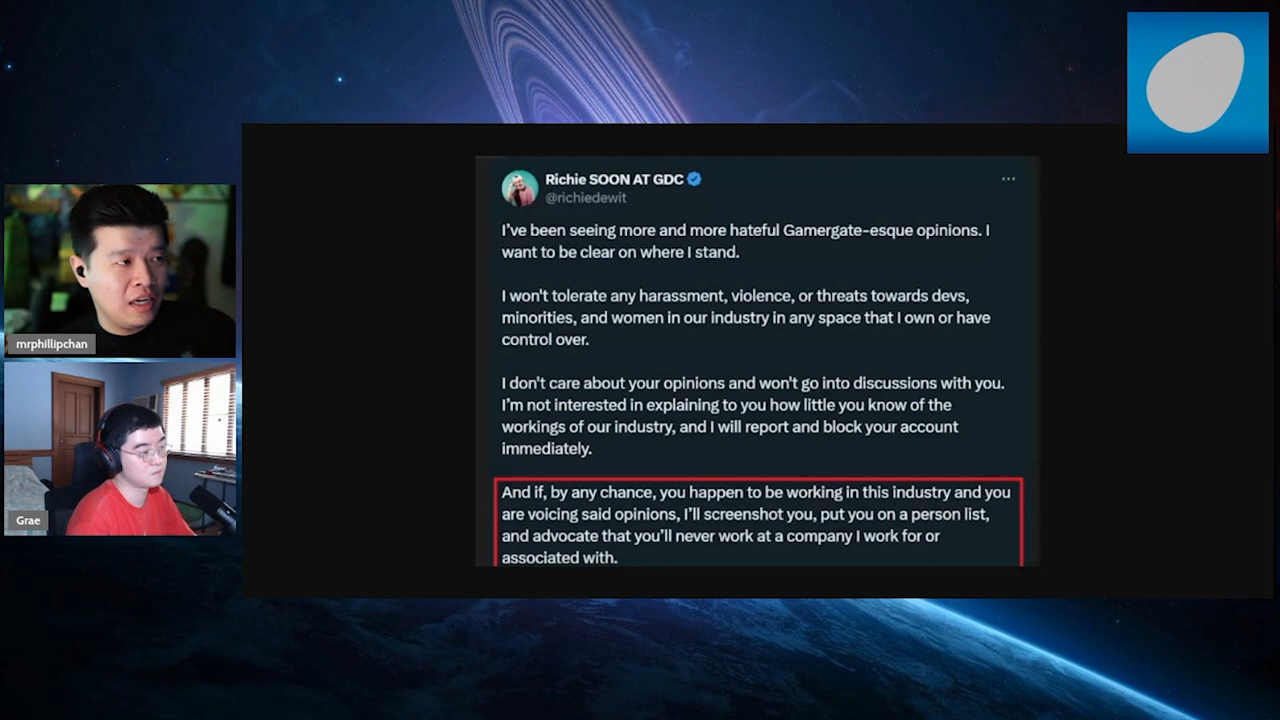 Richie SOON AT GDC
@richiedewit
I've been seeing more and more hateful Gamergate-esque opinions. I
want to be clear on where I stand.
I won't tolerate any harassment, violence, or threats towards devs,
minorities, and women in our industry in any space that I own or have
control over.
I don't care about your opinions and won't go into discussions with you.
I'm not interested in explaining to you how little you know of the
workings of our industry, and I will report and block your account
immediately.
And if, by any chance, you happen to be working in this industry and you
are voicing said opinions, I'll screenshot you, put you on a person list,
and advocate that you'll never work at a company I work for or
associated with.
mrphillipchan
Grae